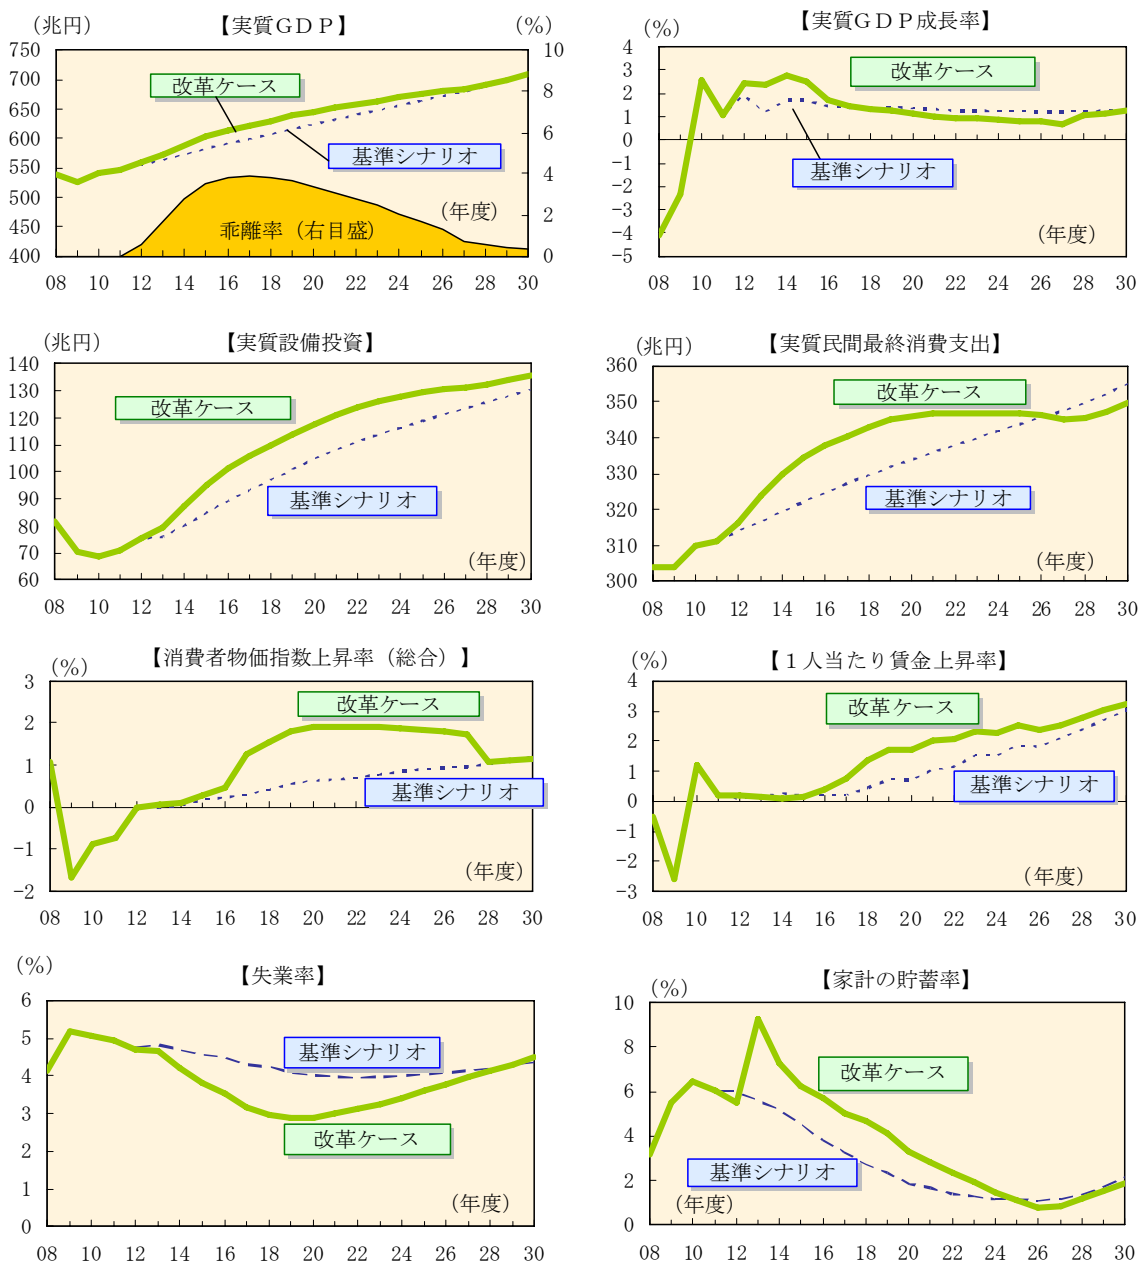 【実質ＧＤＰ】
（兆円）
（％）
750
700
650
600
550
500
450
400
10
8
6
4
2
0
改革ケース
基準シナリオ
（年度）
乖離率（右目盛）
08 10 12 14 16 18 20 22 24 26 28 30
【実質ＧＤＰ成長率】
（％）
4
3
2
1
0
−1
−2
−3
−4
−5
改革ケース
基準シナリオ
（年度）
08 10 12 14 16 18 20 22 24 26 28 30
【実質設備投資】
（兆円）
140
130
120
110
100
90
80
70
60
改革ケース
基準シナリオ
（年度）
08 10 12 14 16 18 20 22 24 26 28 30
【実質民間最終消費支出】
（兆円）
360
350
340
330
320
310
300
改革ケース
基準シナリオ
（年度）
08 10 12 14 16 18 20 22 24 26 28 30
【消費者物価指数上昇率（総合）】
（％）
3
2
1
0
−1
−2
改革ケース
基準シナリオ
（年度）
08 10 12 14 16 18 20 22 24 26 28 30
【１人当たり賃金上昇率】
（％）
4
3
2
1
0
−1
−2
−3
改革ケース
基準シナリオ
（年度）
08 10 12 14 16 18 20 22 24 26 28 30
【失業率】
（％）
6
5
4
3
2
1
0
基準シナリオ
改革ケース
（年度）
08 10 12 14 16 18 20 22 24 26 28 30
【家計の貯蓄率】
（％）
10
8
6
4
2
0
改革ケース
基準シナリオ
（年度）
08 10 12 14 16 18 20 22 24 26 28 30